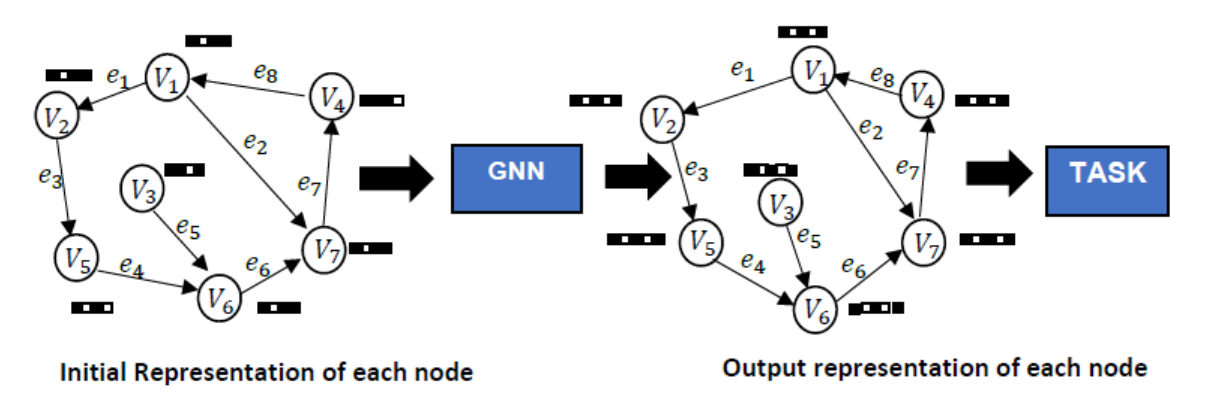 V1
e1
e8
V2
V4
e2
e3
V3
e7
e5
V5
V7
e4
e6
V6
GNN
V1
e1
e8
V2
V4
e2
e3
V3
e7
e5
V5
V7
e4
e6
V6
TASK
Initial Representation of each node
Output representation of each node